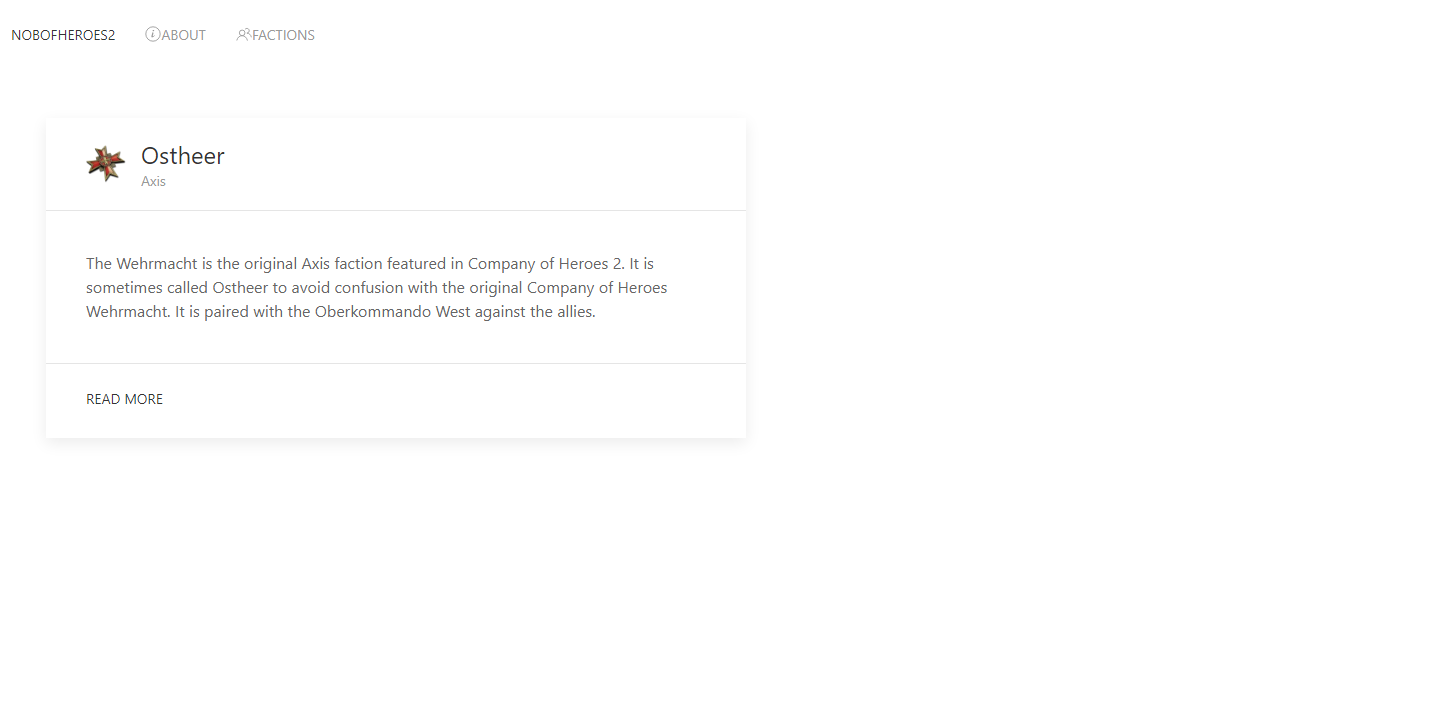 NOBOFHEROES2 ABOUT FACTIONS
Ostheer
Axis
The Wehrmacht is the original Axis faction featured in Company of Heroes 2. It is
sometimes called Ostheer to avoid confusion with the original Company of Heroes
Wehrmacht. It is paired with the Oberkommando West against the allies.
READ MORE